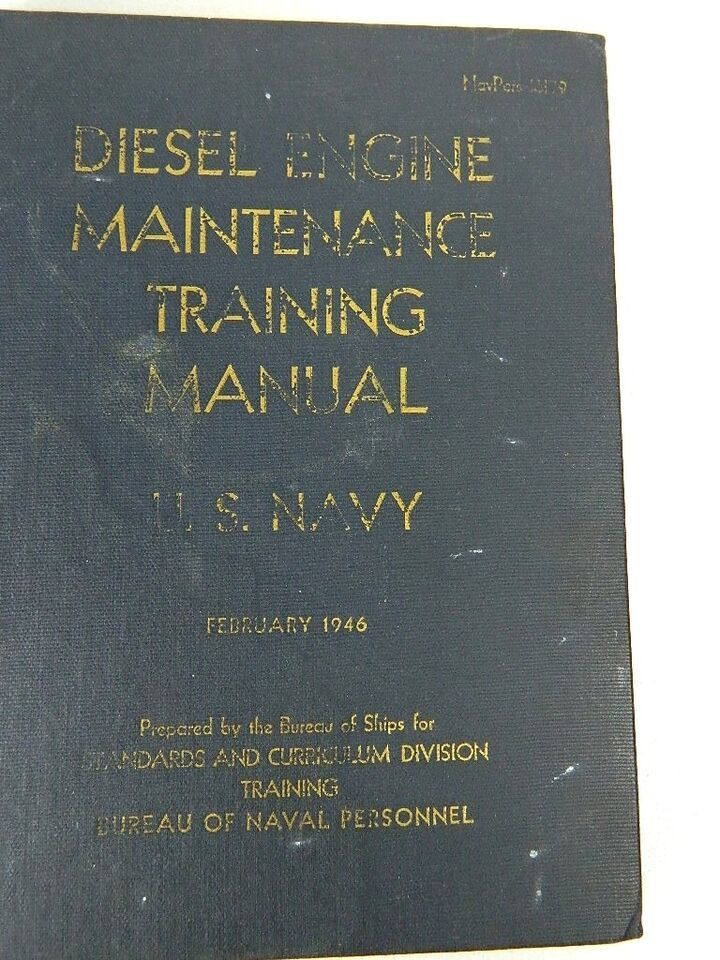 NavPers
DIESEL ENGINE
MAINTENANCE
TRAINING
MANUAL
U. S. NAVY
FEBRUARY 1946
Prepared by the Bureau of Ships for
STANDARDS AND CURRICULUM DIVISION
TRAINING
BUREAU OF NAVAL PERSONNEL